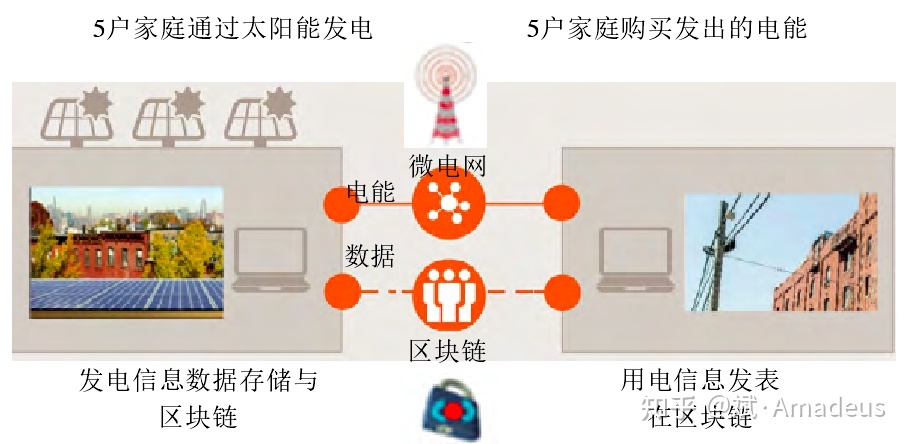 5户家庭通过太阳能发电
5户家庭购买发出的电能
微电网
电能
数据
区块链
发电信息数据存储与
区块链
用电信息发表
在区块链
知乎 @斌·Amadeus